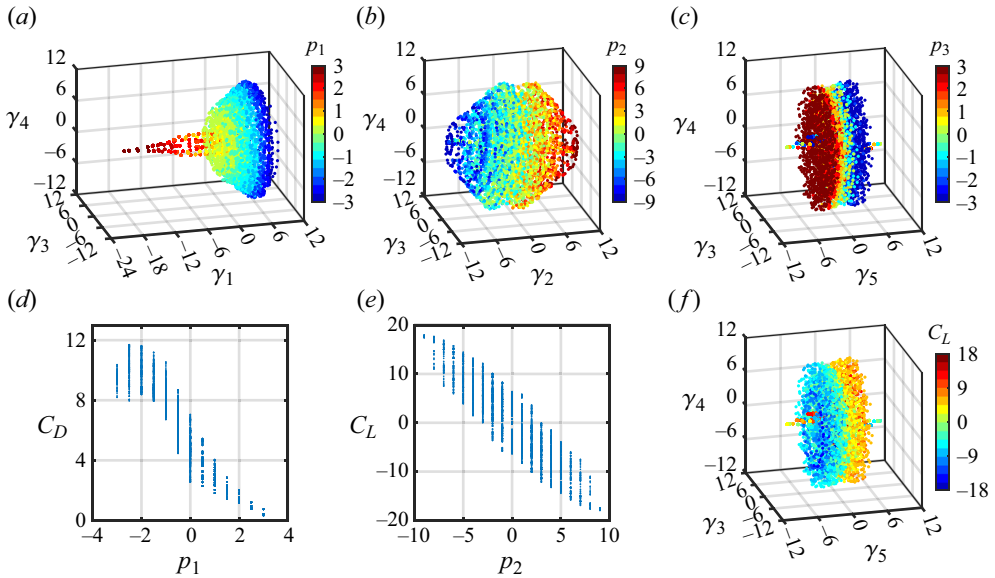 (a) (b) (c)
p1 p2 p3
12 6 0 −6 −12 γ4 12 6 0 −6 −12 γ3 −24 −18 −12 −6 0 6 12 γ1 3 2 1 0 −1 −2 −3
12 6 0 −6 −12 γ4 12 6 0 −6 −12 γ3 −12 −6 0 6 12 γ2 9 6 3 0 −3 −6 −9
12 6 0 −6 −12 γ4 12 6 0 −6 −12 γ3 −12 −6 0 6 12 γ5 3 2 1 0 −1 −2 −3
(d) (e) (f)
12 8 4 0 CD −4 −2 0 2 4 p1
20 10 0 −10 −20 CL −10 −5 0 5 10 p2
12 6 0 −6 −12 γ4 12 6 0 −6 −12 γ3 −12 −6 0 6 12 γ5 CL 18 9 0 −9 −18